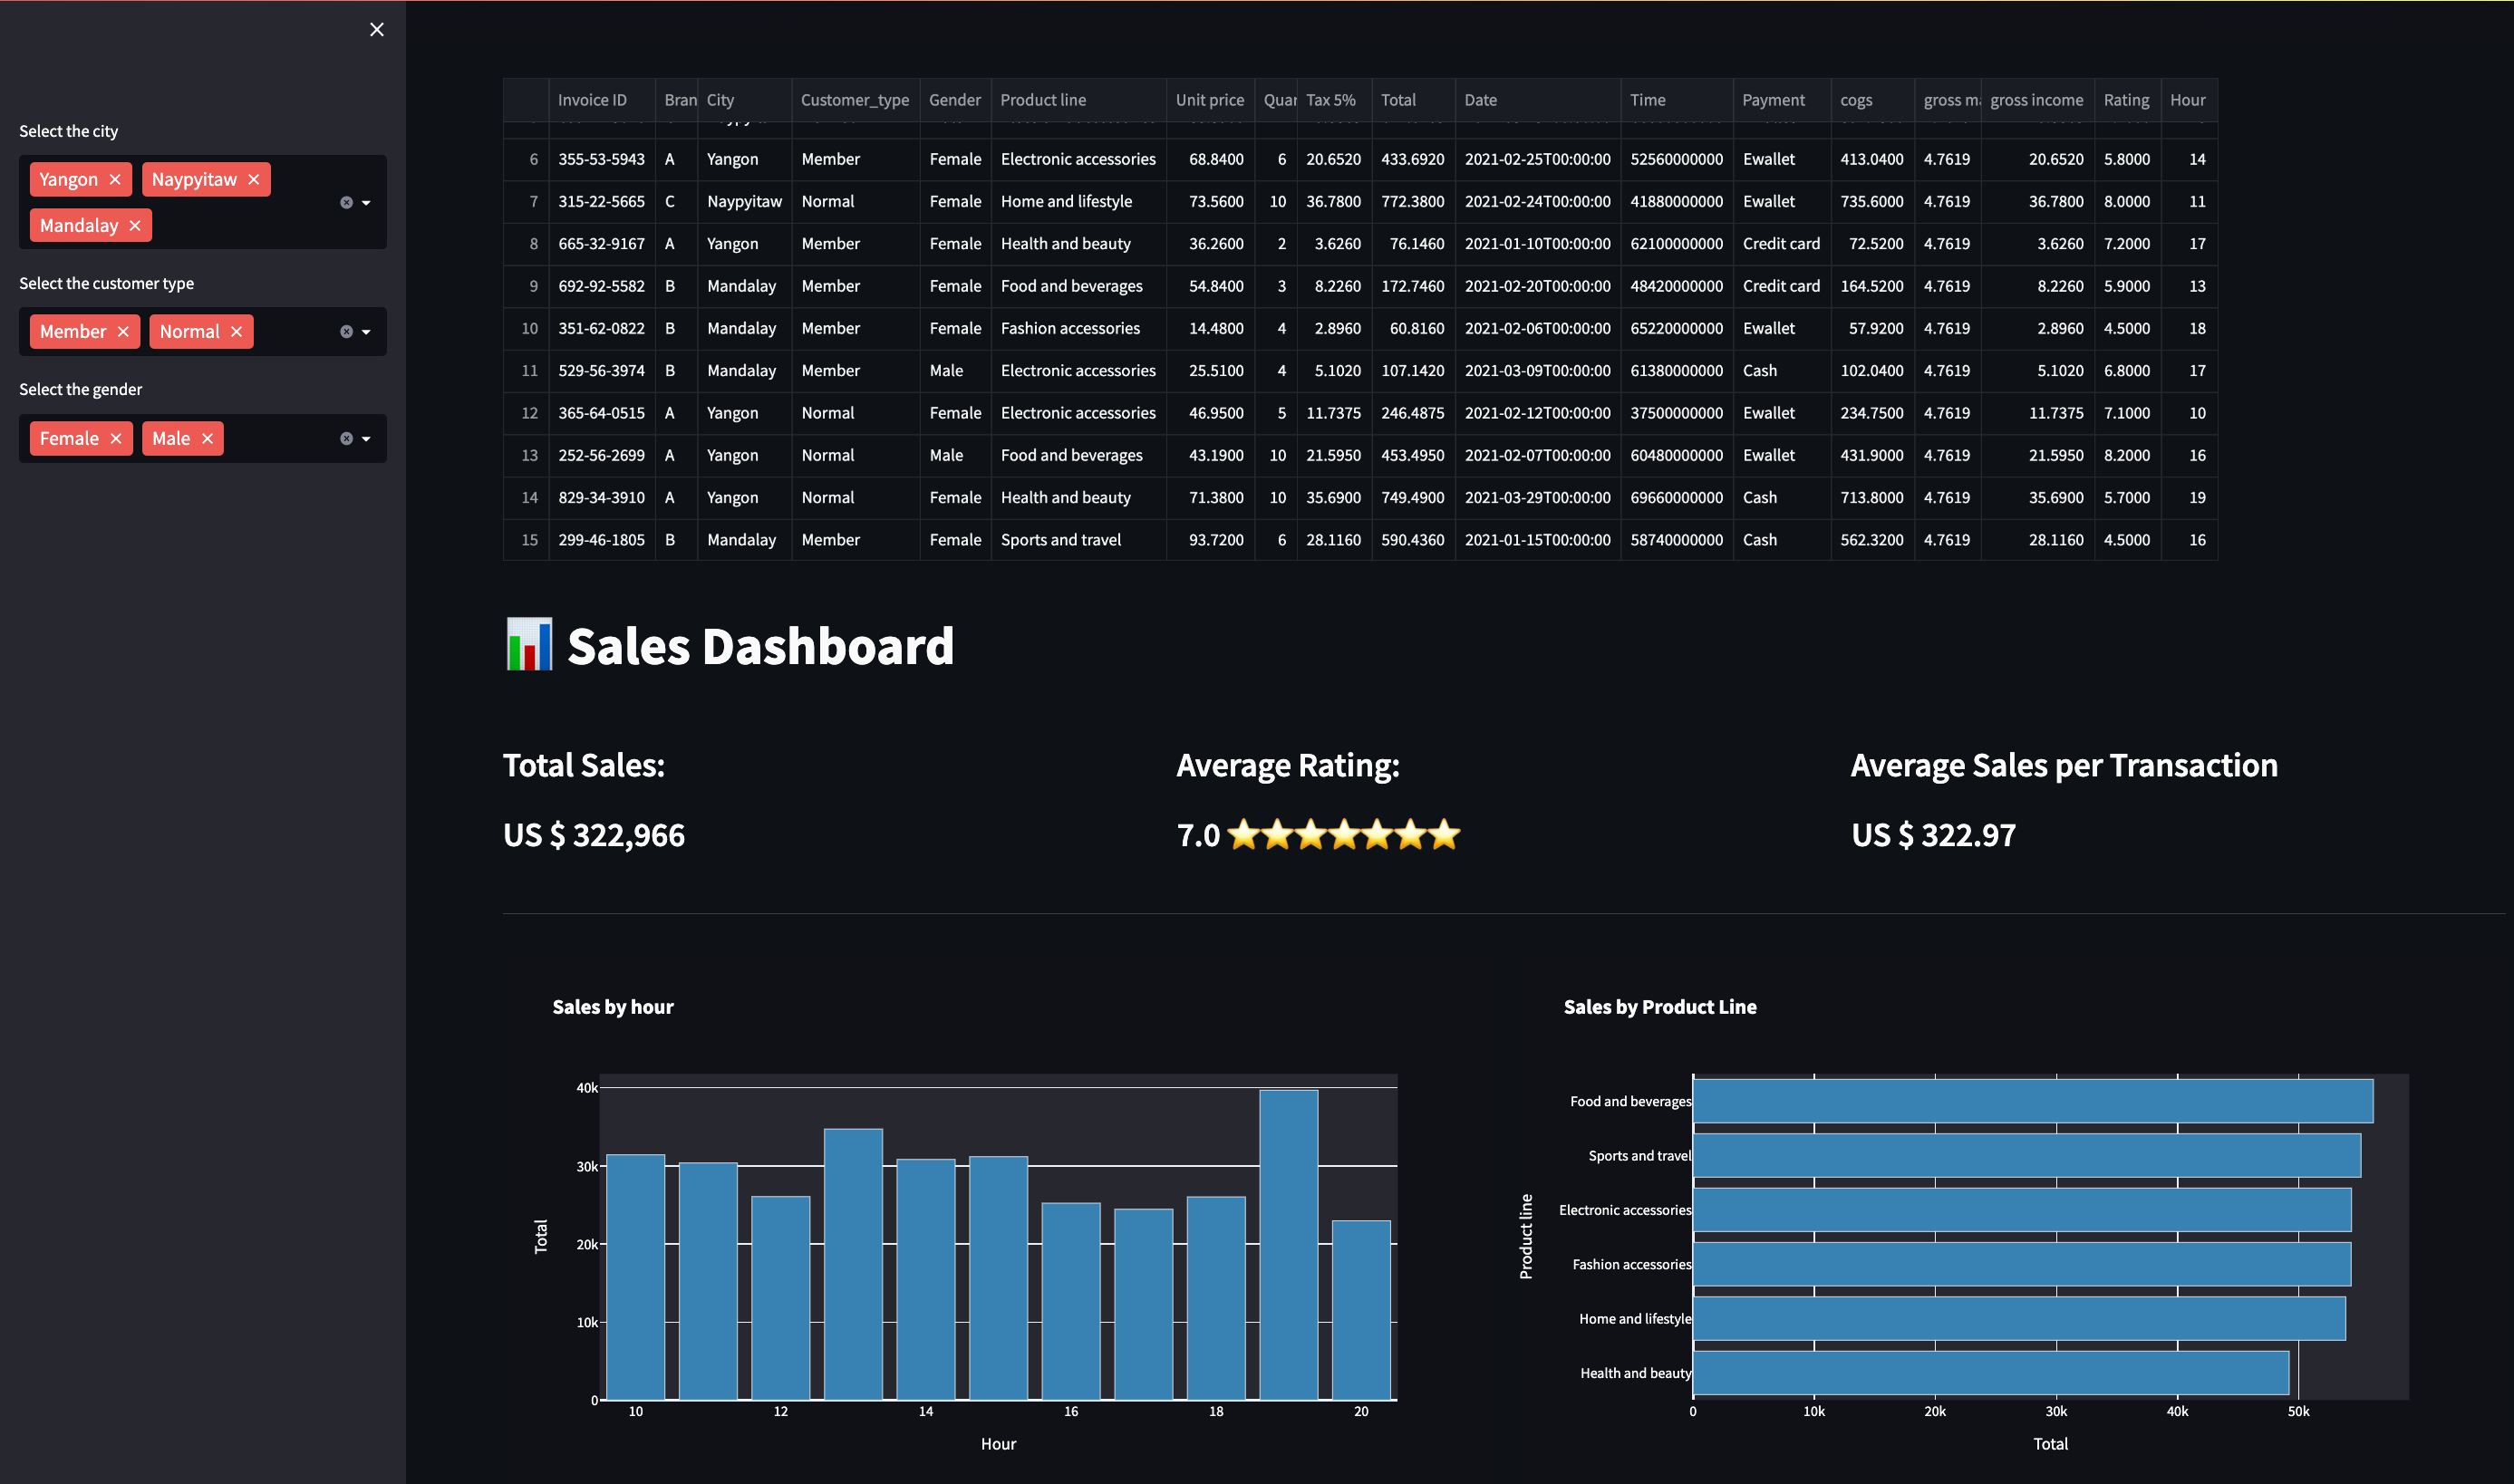 Select the city
Yangon
Naypyitaw
Mandalay
Select the customer type
Member
Normal
Select the gender
Female
Male
Invoice ID Bran City Customer_type Gender Product line Unit price Quar Tax 5% Total Date Time Payment cogs gross ma gross income Rating Hour
6 355-53-5943 A Yangon Member Female Electronic accessories 68.8400 6 20.6520 433.6920 2021-02-25T00:00:00 52560000000 Ewallet 413.0400 4.7619 20.6520 5.8000 14
7 315-22-5665 C Naypyitaw Normal Female Home and lifestyle 73.5600 10 36.7800 772.3800 2021-02-24T00:00:00 41880000000 Ewallet 735.6000 4.7619 36.7800 8.0000 11
8 665-32-9167 A Yangon Member Female Health and beauty 36.2600 2 3.6260 76.1460 2021-01-10T00:00:00 62100000000 Credit card 72.5200 4.7619 3.6260 7.2000 17
9 692-92-5582 B Mandalay Member Female Food and beverages 54.8400 3 8.2260 172.7460 2021-02-20T00:00:00 48420000000 Credit card 164.5200 4.7619 8.2260 5.9000 13
10 351-62-0822 B Mandalay Member Female Fashion accessories 14.4800 4 2.8960 60.8160 2021-02-06T00:00:00 65220000000 Ewallet 57.9200 4.7619 2.8960 4.5000 18
11 529-56-3974 B Mandalay Member Male Electronic accessories 25.5100 4 5.1020 107.1420 2021-03-09T00:00:00 61380000000 Cash 102.0400 4.7619 5.1020 6.8000 17
12 365-64-0515 A Yangon Normal Female Electronic accessories 46.9500 5 11.7375 246.4875 2021-02-12T00:00:00 37500000000 Ewallet 234.7500 4.7619 11.7375 7.1000 10
13 252-56-2699 A Yangon Normal Male Food and beverages 43.1900 10 21.5950 453.4950 2021-02-07T00:00:00 60480000000 Ewallet 431.9000 4.7619 21.5950 8.2000 16
14 829-34-3910 A Yangon Normal Female Health and beauty 71.3800 10 35.6900 749.4900 2021-03-29T00:00:00 69660000000 Cash 713.8000 4.7619 35.6900 5.7000 19
15 299-46-1805 B Mandalay Member Female Sports and travel 93.7200 6 28.1160 590.4360 2021-01-15T00:00:00 58740000000 Cash 562.3200 4.7619 28.1160 4.5000 16
Sales Dashboard
Total Sales:
US $ 322,966
Average Rating:
7.0
Average Sales per Transaction
US $ 322.97
Sales by hour
Total
40k
30k
20k
10k
0
10 12 14 16 18 20
Hour
Sales by Product Line
Product line
Food and beverages
Sports and travel
Electronic accessories
Fashion accessories
Home and lifestyle
Health and beauty
0 10k 20k 30k 40k 50k
Total